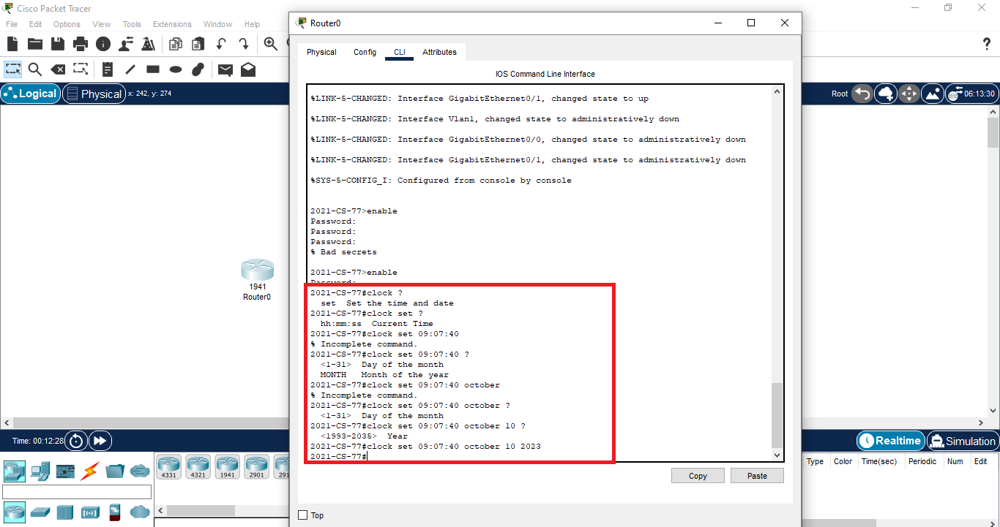 Cisco Packet Tracer
File Edit Options View Tools Extensions Window Help
Logical Physical x: 242, y: 274
Root 06:13:30
1941
Router0
Router0
Physical Config CLI Attributes
IOS Command Line Interface
%LINK-5-CHANGED: Interface GigabitEthernet0/1, changed state to up
%LINK-5-CHANGED: Interface Vlan1, changed state to administratively down
%LINK-5-CHANGED: Interface GigabitEthernet0/0, changed state to administratively down
%LINK-5-CHANGED: Interface GigabitEthernet0/1, changed state to administratively down
%SYS-5-CONFIG_I: Configured from console by console
2021-CS-77>enable
Password:
Password:
Password:
% Bad secrets
2021-CS-77>enable
Password:
2021-CS-77#clock ?
set Set the time and date
2021-CS-77#clock set ?
hh:mm:ss Current Time
2021-CS-77#clock set 09:07:40
% Incomplete command.
2021-CS-77#clock set 09:07:40 ?
<1-31> Day of the month
MONTH Month of the year
2021-CS-77#clock set 09:07:40 october
% Incomplete command.
2021-CS-77#clock set 09:07:40 october ?
<1-31> Day of the month
2021-CS-77#clock set 09:07:40 october 10 ?
<1993-2035> Year
2021-CS-77#clock set 09:07:40 october 10 2023
2021-CS-77#
Copy Paste
Top
Time: 00:12:28
Realtime Simulation
4331 4321 1941 2901
Type Color Time(sec) Periodic Num Edit